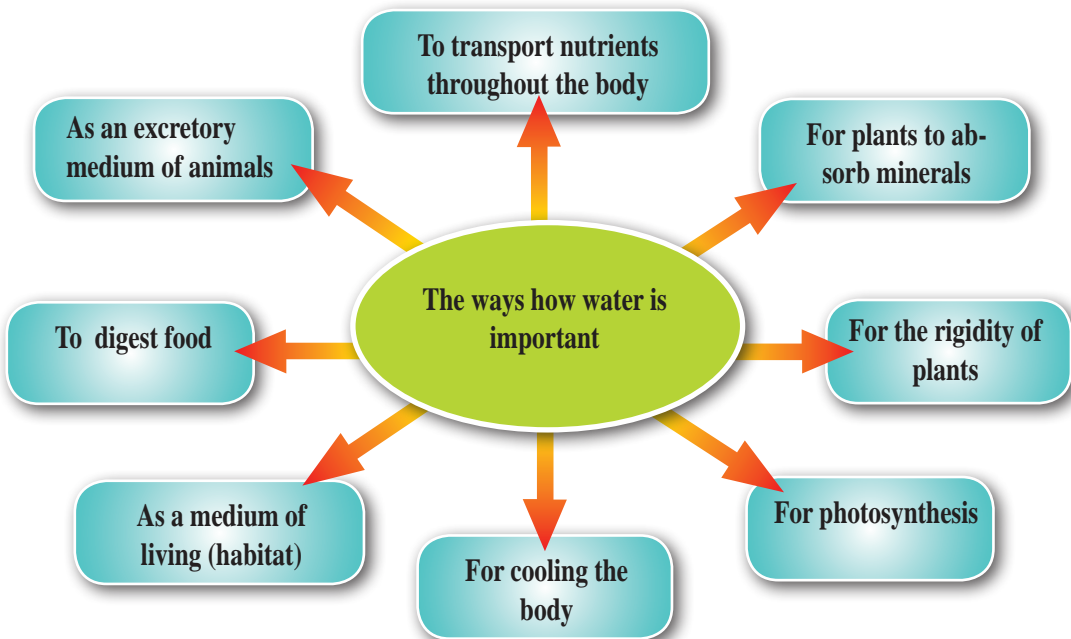 To transport nutrients
throughout the body
As an excretory
medium of animals
For plants to ab-
sorb minerals
The ways how water is
important
To digest food
For the rigidity of
plants
As a medium of
living (habitat)
For photosynthesis
For cooling the
body